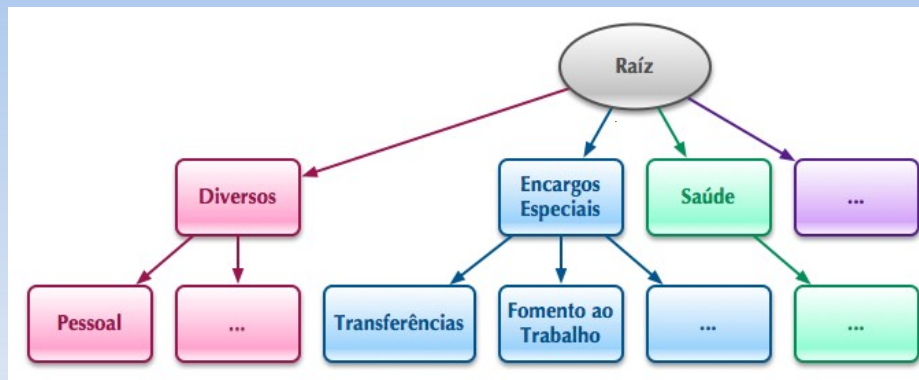 Raíz
Diversos
Encargos
Especiais
Saúde
...
Pessoal
...
Transferências
Fomento ao
Trabalho
...
...